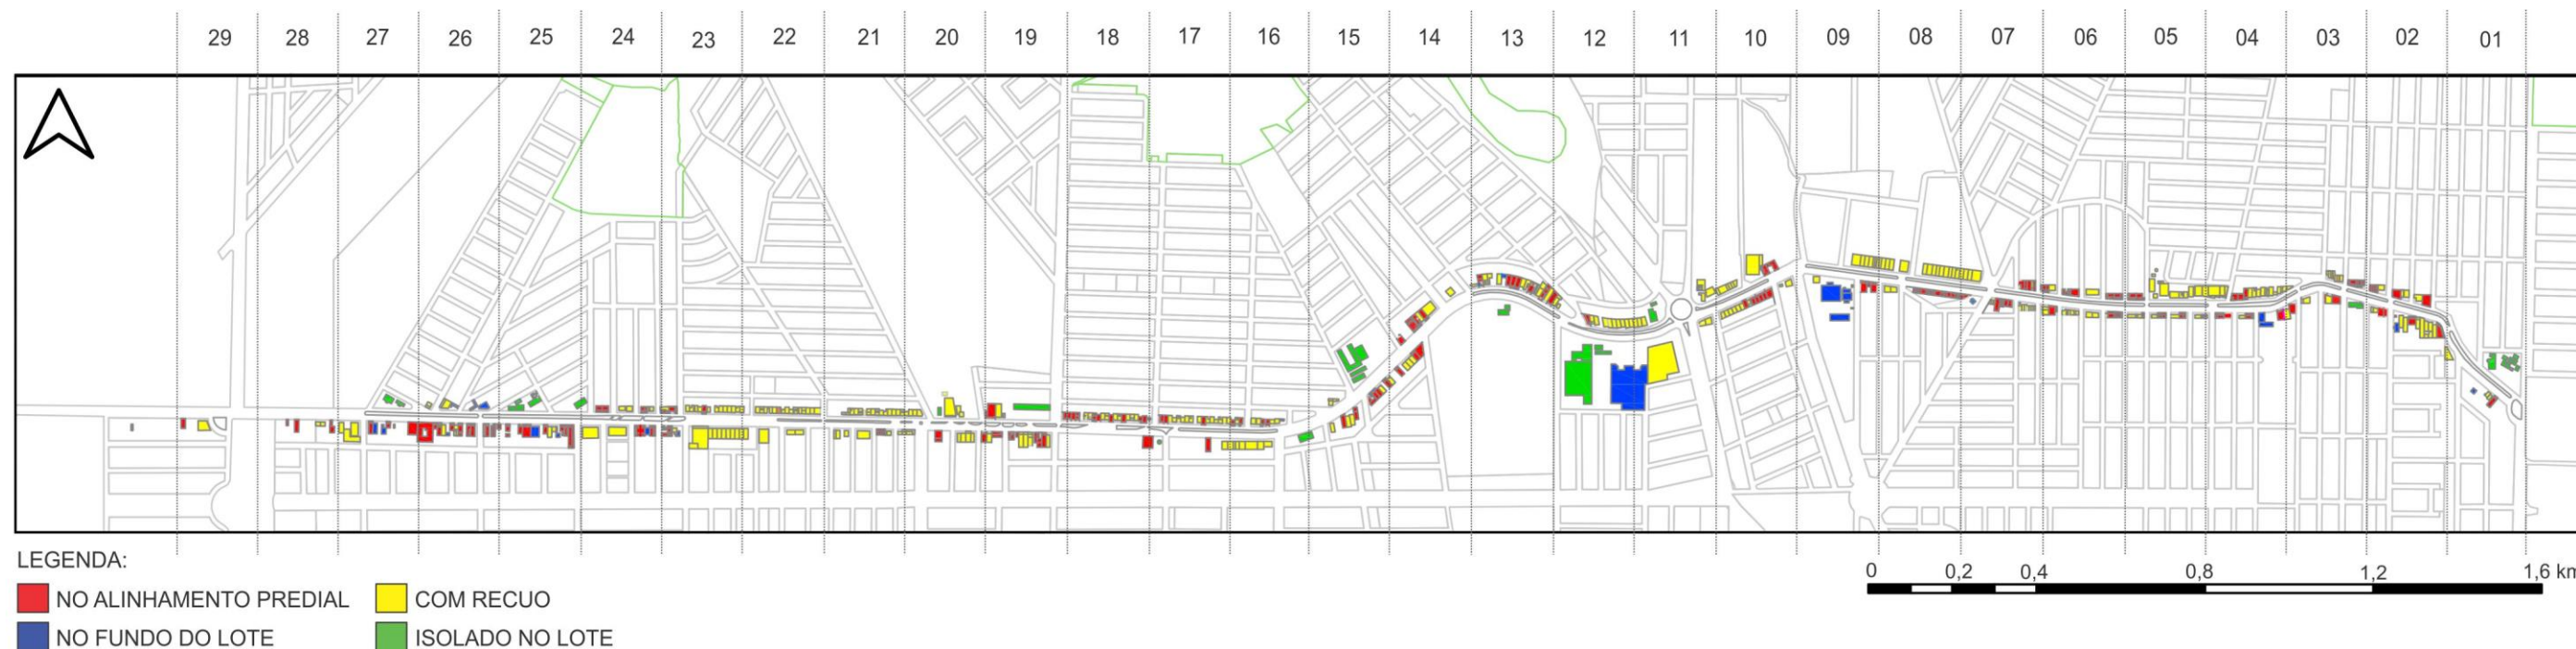 29 28 27 26 25 24 23 22 21 20 19 18 17 16 15 14 13 12 11 10 09 08 07 06 05 04 03 02 01
LEGENDA:
NO ALINHAMENTO PREDIAL COM RECUO
NO FUNDO DO LOTE ISOLADO NO LOTE
0 0,2 0,4 0,8 1,2 1,6 km